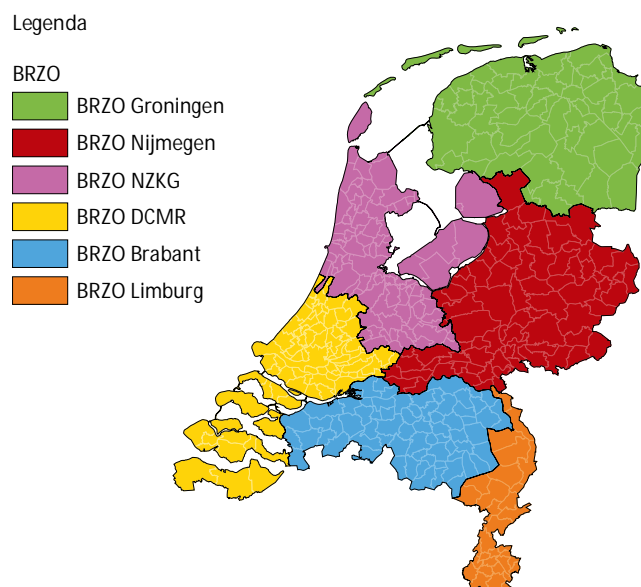 Legenda
BRZO
BRZO Groningen
BRZO Nijmegen
BRZO NZKG
BRZO DCMR
BRZO Brabant
BRZO Limburg